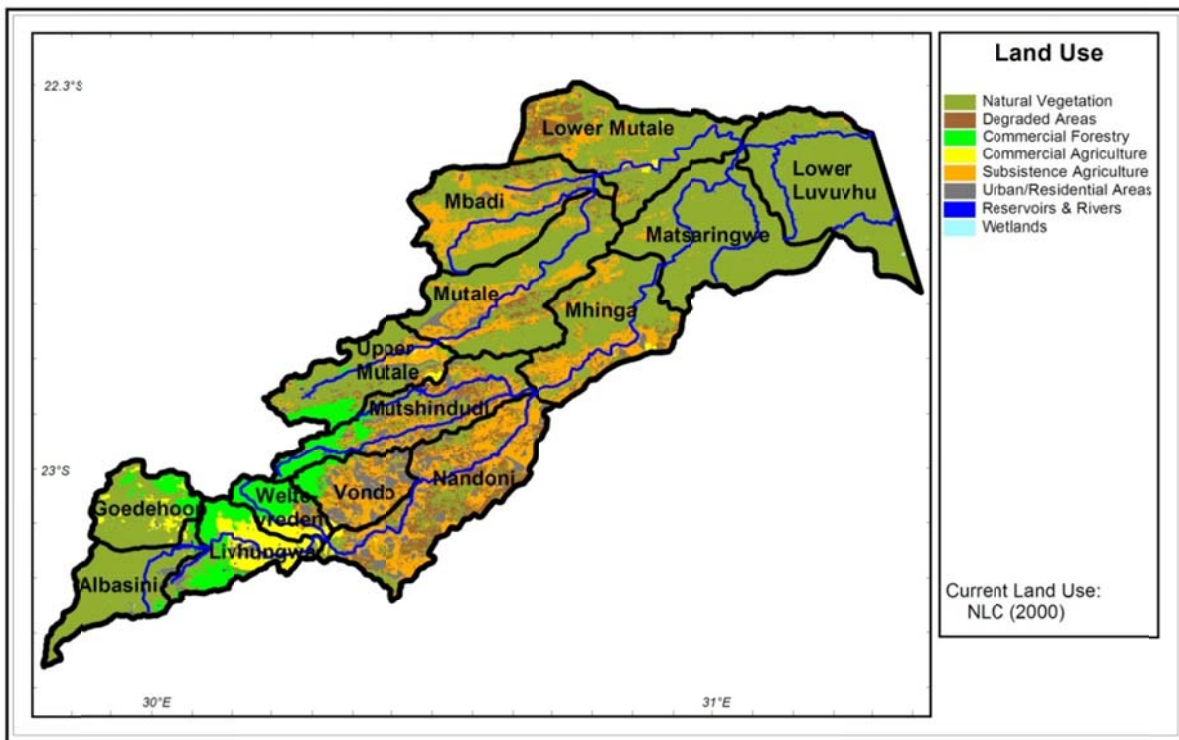 Land Use
Natural Vegetation
Degraded Areas
Commercial Forestry
Commercial Agriculture
Subsistence Agriculture
Urban/Residential Areas
Reservoirs & Rivers
Wetlands
22.3°S
Lower Mutale
Lower
Luvuvhu
Mbadi
Matsaringwe
Mutale
Mhinga
Upper
Mutale
Mutshindudi
23°S
Nandoni
Vondo
Welte-
vreden
Goedehoop
Livhungwa
Albasini
Current Land Use:
NLC (2000)
30°E
31°E